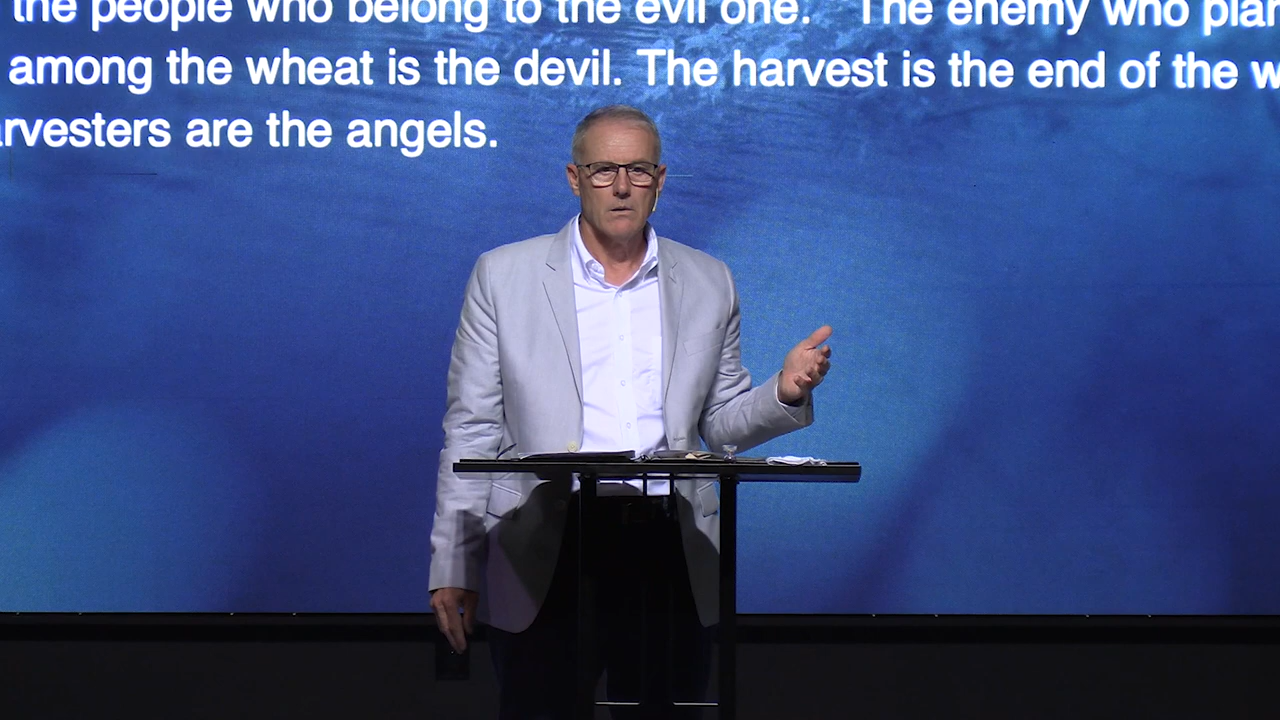 the people who belong to the evil one. The enemy who
among the wheat is the devil. The harvest is the end of the
are the angels.